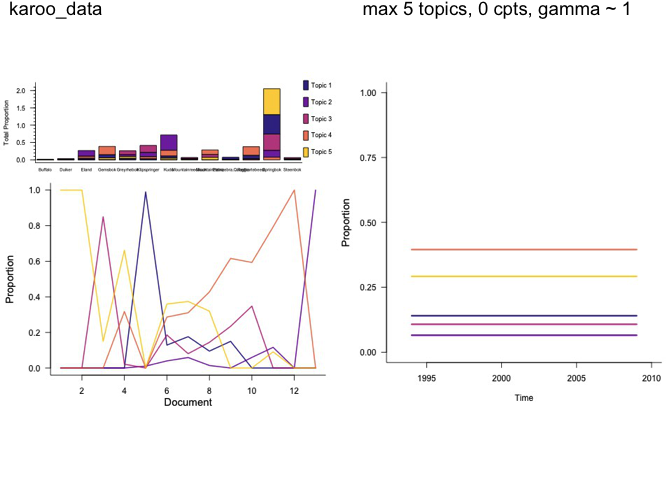 karoo_data
max 5 topics, 0 cpts, gamma ~ 1
Total Proportion
2.0
1.5
1.0
0.5
0.0
Topic 1
Topic 2
Topic 3
Topic 4
Topic 5
Buffalo Duiker Eland Gemsbok Kudu Springbok Steenbok
Proportion
1.0
0.8
0.6
0.4
0.2
0.0
2 4 6 8 10 12
Document
Proportion
1.00
0.75
0.50
0.25
0.00
1995 2000 2005 2010
Time